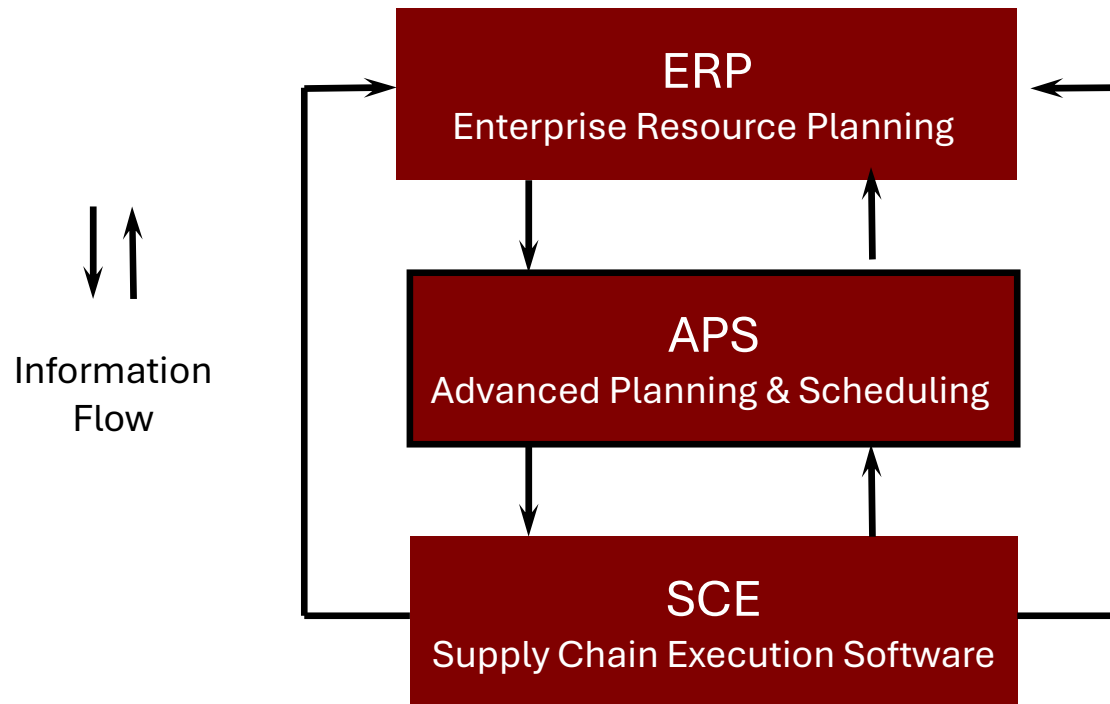 ERP
Enterprise Resource Planning
APS
Advanced Planning & Scheduling
Information
Flow
SCE
Supply Chain Execution Software